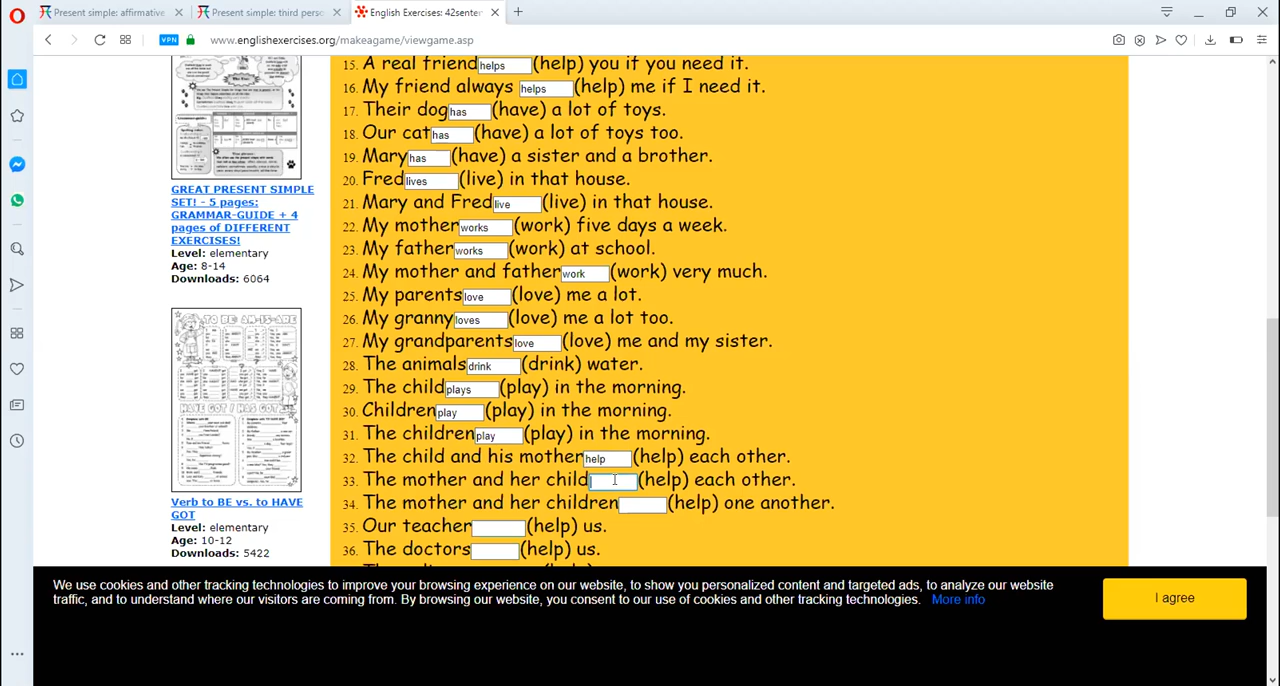 Present simple: affirmative
Present simple: third perso
English Exercises: 42senten
VPN
www.englishexercises.org/makeagame/viewgame.asp
GREAT PRESENT SIMPLE
SET! - 5 pages;
GRAMMAR-GUIDE + 4
pages of DIFFERENT
EXERCISES!
Level: elementary
Age: 8-14
Downloads: 6064
TO BE AM-IS-ARE
HAVE GOT / HAS GOT
Verb to BE vs. to HAVE
GOT
Level: elementary
Age: 10-12
Downloads: 5422
15. A real friend helps (help) you if you need it.
16. My friend always helps (help) me if I need it.
17. Their dog has (have) a lot of toys.
18. Our cat has (have) a lot of toys too.
19. Mary has (have) a sister and a brother.
20. Fred lives (live) in that house.
21. Mary and Fred live (live) in that house.
22. My mother works (work) five days a week.
23. My father works (work) at school.
24. My mother and father work (work) very much.
25. My parents love (love) me a lot.
26. My granny loves (love) me a lot too.
27. My grandparents love (love) me and my sister.
28. The animals drink (drink) water.
29. The child plays (play) in the morning.
30. Children play (play) in the morning.
31. The children play (play) in the morning.
32. The child and his mother help (help) each other.
33. The mother and her child (help) each other.
34. The mother and her children (help) one another.
35. Our teacher (help) us.
36. The doctors (help) us.
We use cookies and other tracking technologies to improve your browsing experience on our website, to show you personalized content and targeted ads, to analyze our website
traffic, and to understand where our visitors are coming from. By browsing our website, you consent to our use of cookies and other tracking technologies. More info
I agree